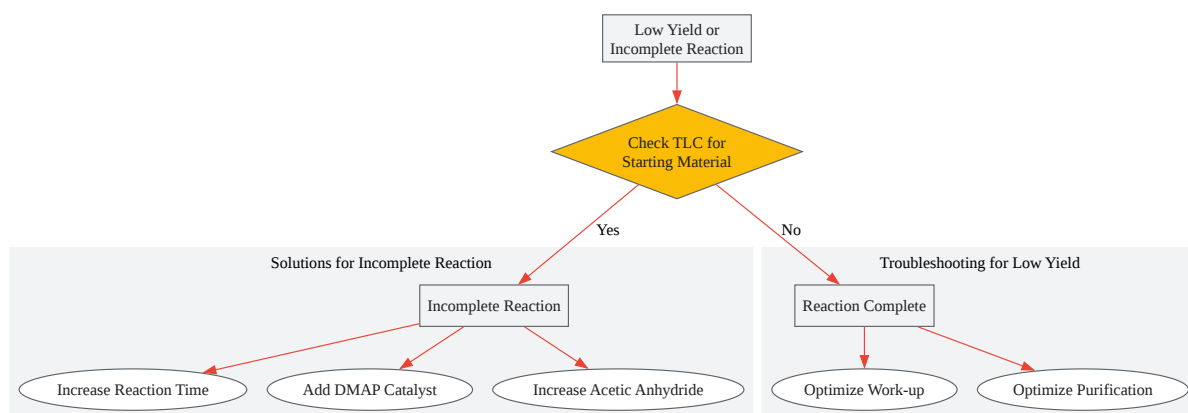 Low Yield or
Incomplete Reaction
Check TLC for
Starting Material
Yes
No
Solutions for Incomplete Reaction
Troubleshooting for Low Yield
Incomplete Reaction
Reaction Complete
Increase Reaction Time
Add DMAP Catalyst
Increase Acetic Anhydride
Optimize Work-up
Optimize Purification